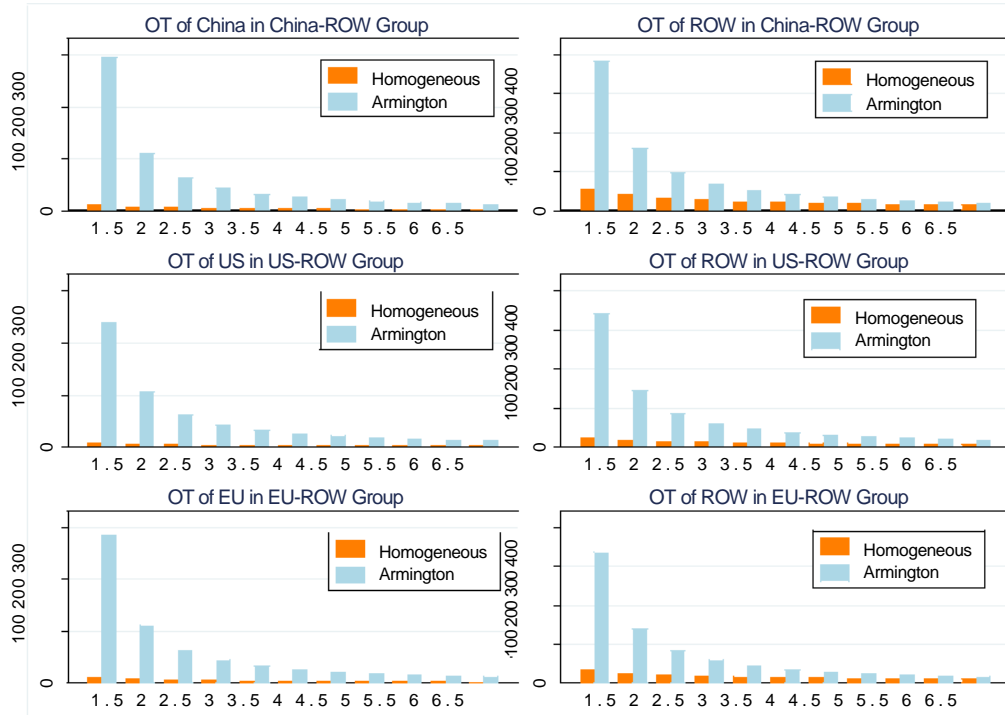 OT of China in China-ROW Group
Homogeneous
Armington
0 100 200 300
1.5 2 2.5 3 3.5 4 4.5 5 5.5 6 6.5
OT of ROW in China-ROW Group
Homogeneous
Armington
0 100 200 300 400
1.5 2 2.5 3 3.5 4 4.5 5 5.5 6 6.5
OT of US in US-ROW Group
Homogeneous
Armington
0 100 200 300
1.5 2 2.5 3 3.5 4 4.5 5 5.5 6 6.5
OT of ROW in US-ROW Group
Homogeneous
Armington
0 100 200 300 400
1.5 2 2.5 3 3.5 4 4.5 5 5.5 6 6.5
OT of EU in EU-ROW Group
Homogeneous
Armington
0 100 200 300
1.5 2 2.5 3 3.5 4 4.5 5 5.5 6 6.5
OT of ROW in EU-ROW Group
Homogeneous
Armington
0 100 200 300 400
1.5 2 2.5 3 3.5 4 4.5 5 5.5 6 6.5